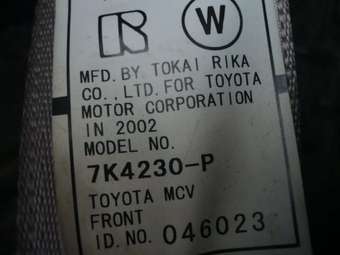 R W
MFD. BY TOKAI RIKA
CO., LTD. FOR TOYOTA
MOTOR CORPORATION
IN 2002
MODEL NO.
7K4230-P
TOYOTA MCV
FRONT
ID. NO. 046023